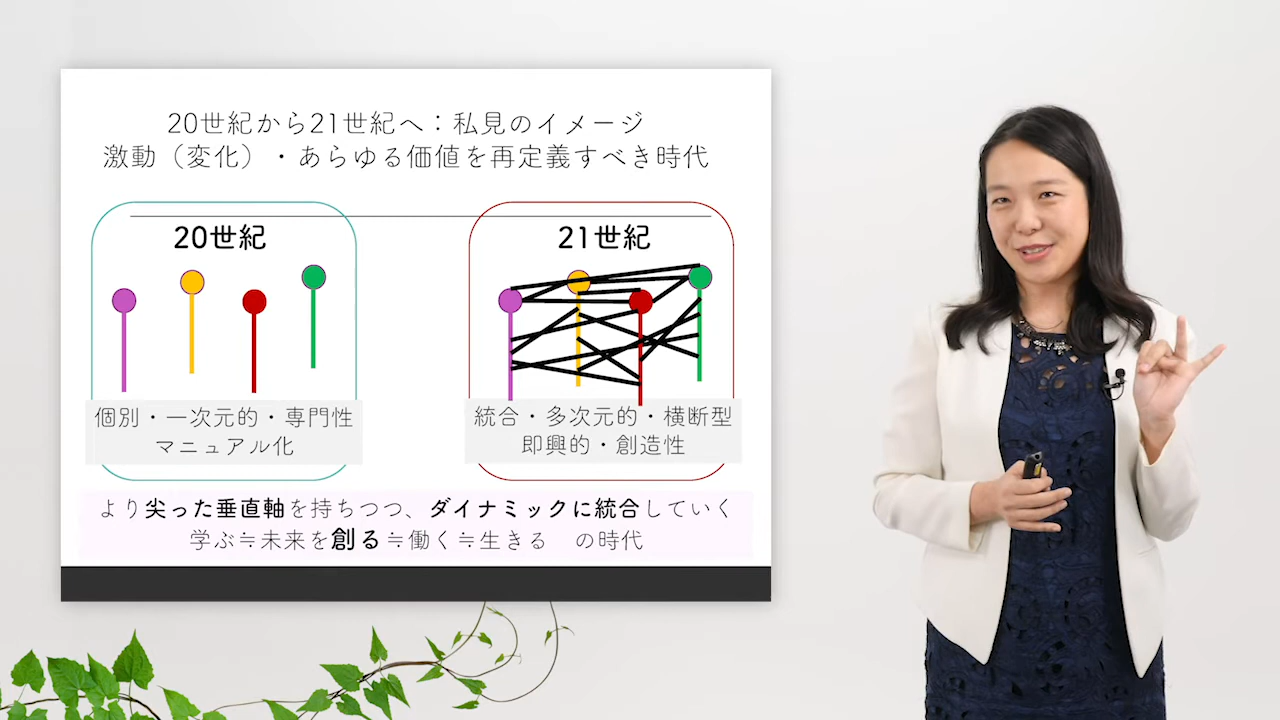 20世紀から21世紀へ：私見のイメージ
激動（変化）・あらゆる価値を再定義すべき時代
20世紀
個別・一次元的・専門性
マニュアル化
21世紀
統合・多次元的・横断型
即興的・創造性
より尖った垂直軸を持ちつつ、ダイナミックに統合していく
学ぶ≒未来を創る≒働く≒生きる　の時代